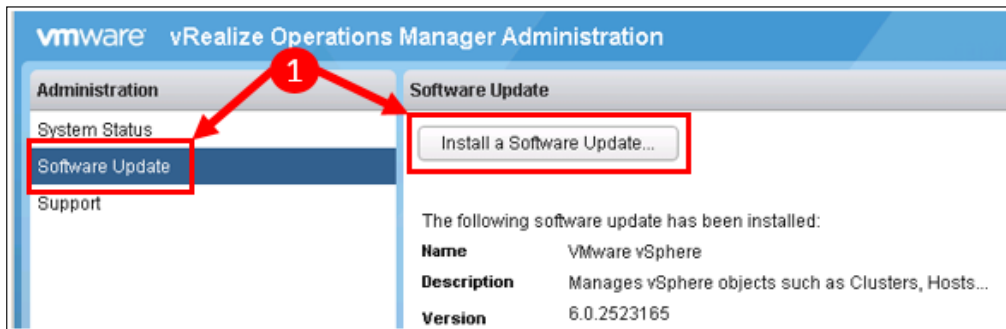 vmware vRealize Operations Manager Administration
1
Administration
System Status
Software Update
Support
Software Update
Install a Software Update...
The following software update has been installed:
Name VMware vSphere
Description Manages vSphere objects such as Clusters, Hosts...
Version 6.0.2523165